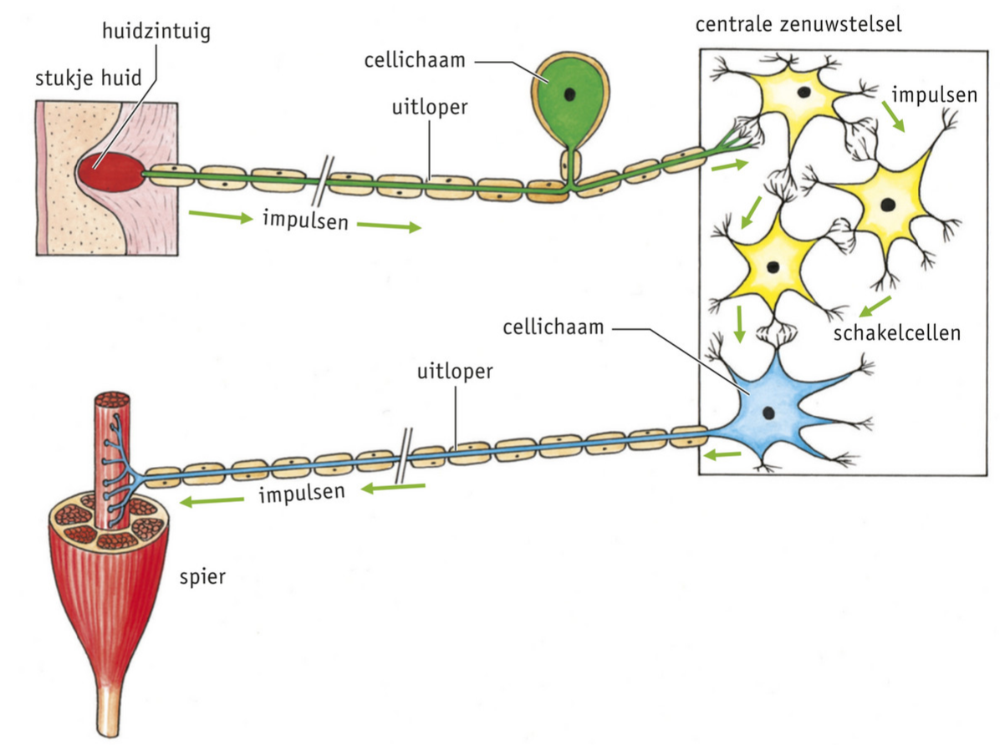 centrale zenuwstelsel
huidzintuig
cellichaam
stukje huid
impulsen
uitloper
impulsen
cellichaam
schakelcellen
uitloper
impulsen
spier